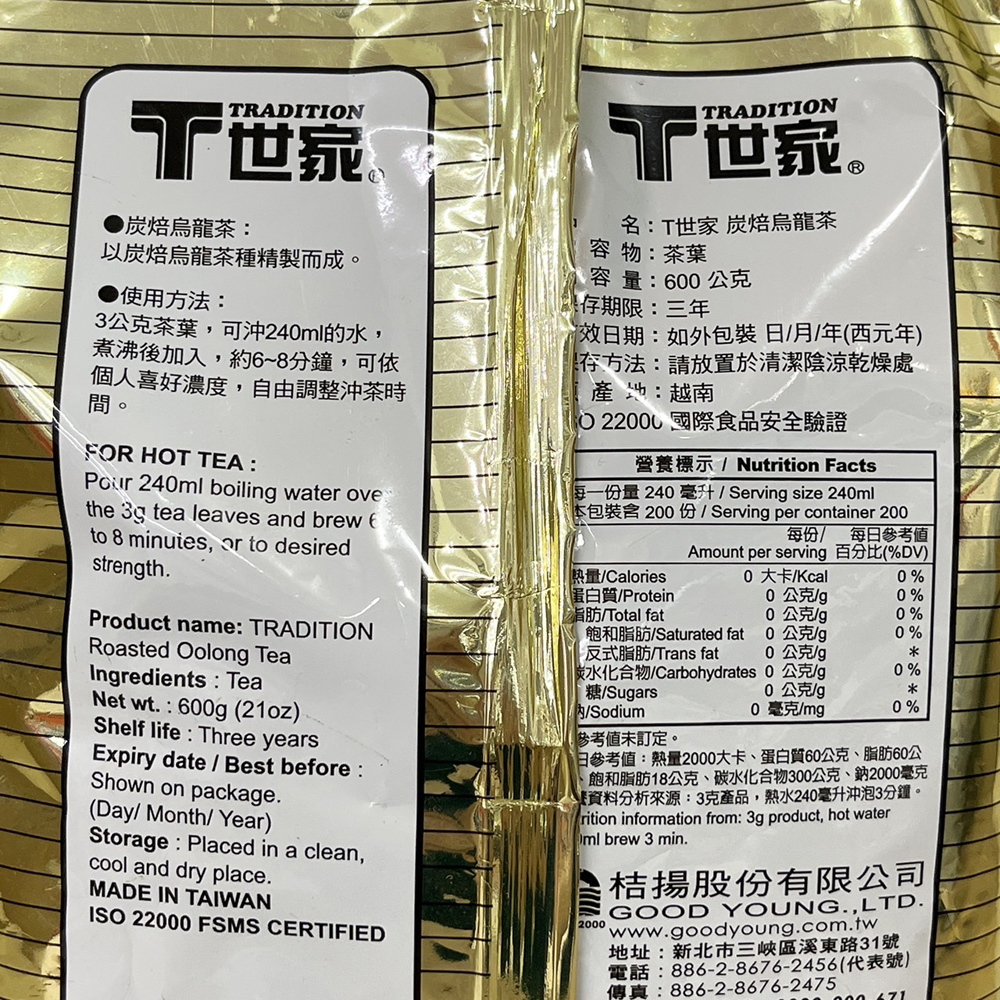 TRADITION
T世家®
●炭焙烏龍茶：
以炭焙烏龍茶種精製而成。
●使用方法：
3公克茶葉，可沖240ml的水，
煮沸後加入，約6~8分鐘，可依
個人喜好濃度，自由調整沖茶時
間。
FOR HOT TEA :
Pour 240ml boiling water over
the 3g tea leaves and brew 6
to 8 minutes, or to desired
strength.
Product name: TRADITION
Roasted Oolong Tea
Ingredients : Tea
Net wt. : 600g (21oz)
Shelf life : Three years
Expiry date / Best before :
Shown on package.
(Day/ Month/ Year)
Storage : Placed in a clean,
cool and dry place.
MADE IN TAIWAN
ISO 22000 FSMS CERTIFIED
TRADITION
T世家®
名：T世家 炭焙烏龍茶
容 物：茶葉
容 量：600 公克
存期限：三年
效日期：如外包裝 日/月/年(西元年)
存方法：請放置於清潔陰涼乾燥處
產 地：越南
O 22000 國際食品安全驗證
營養標示 / Nutrition Facts
每一份量 240 毫升 / Serving size 240ml
本包裝含 200 份 / Serving per container 200
每份/ 每日參考值
Amount per serving 百分比(%DV)
熱量/Calories 0 大卡/Kcal 0 %
蛋白質/Protein 0 公克/g 0 %
脂肪/Total fat 0 公克/g 0 %
飽和脂肪/Saturated fat 0 公克/g 0 %
反式脂肪/Trans fat 0 公克/g *
碳水化合物/Carbohydrates 0 公克/g 0 %
糖/Sugars 0 公克/g *
鈉/Sodium 0 毫克/mg 0 %
參考值未訂定。
日參考值：熱量2000大卡、蛋白質60公克、脂肪60公
飽和脂肪18公克、碳水化合物300公克、鈉2000毫克
資料分析來源：3克產品，熱水240毫升沖泡3分鐘。
rition information from: 3g product, hot water
ml brew 3 min.
2000
桔揚股份有限公司
GOOD YOUNG.,LTD.
www.goodyoung.com.tw
地址：新北市三峽區溪東路31號
電話：886-2-8676-2456(代表號)
傳真：886-2-8676-2475